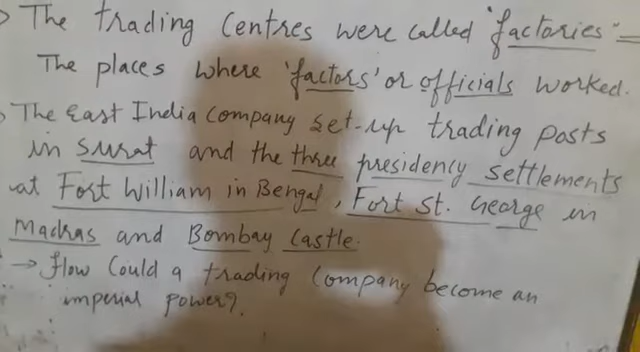 The trading Centres were called "factories" =
The places where 'factors' or officials worked.
The East India Company set-up trading posts
in Surat and the three presidency settlements
at Fort William in Bengal, Fort St. George in
Madras and Bombay Castle.
→ How Could a trading Company become an
imperial power?